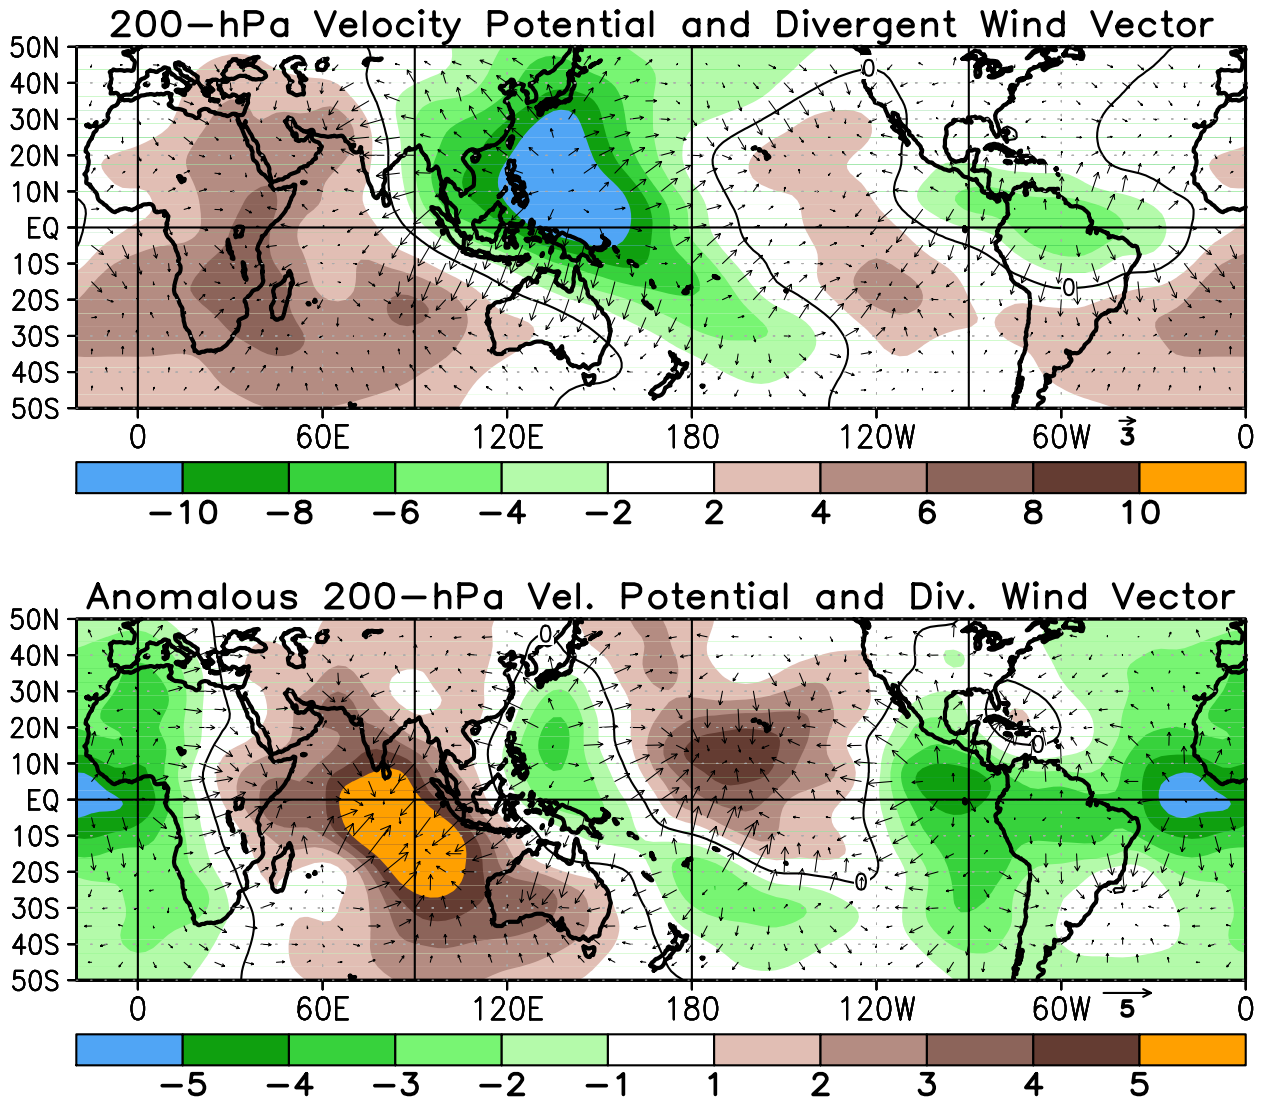 200-hPa Velocity Potential and Divergent Wind Vector
50N
40N
30N
20N
10N
EQ
10S
20S
30S
40S
50S
0
0
0 60E 120E 180 120W 60W 0
3
-10 -8 -6 -4 -2 2 4 6 8 10
Anomalous 200-hPa Vel. Potential and Div. Wind Vector
50N
40N
30N
20N
10N
EQ
10S
20S
30S
40S
50S
0
0
0
0 60E 120E 180 120W 60W 0
5
-5 -4 -3 -2 -1 1 2 3 4 5